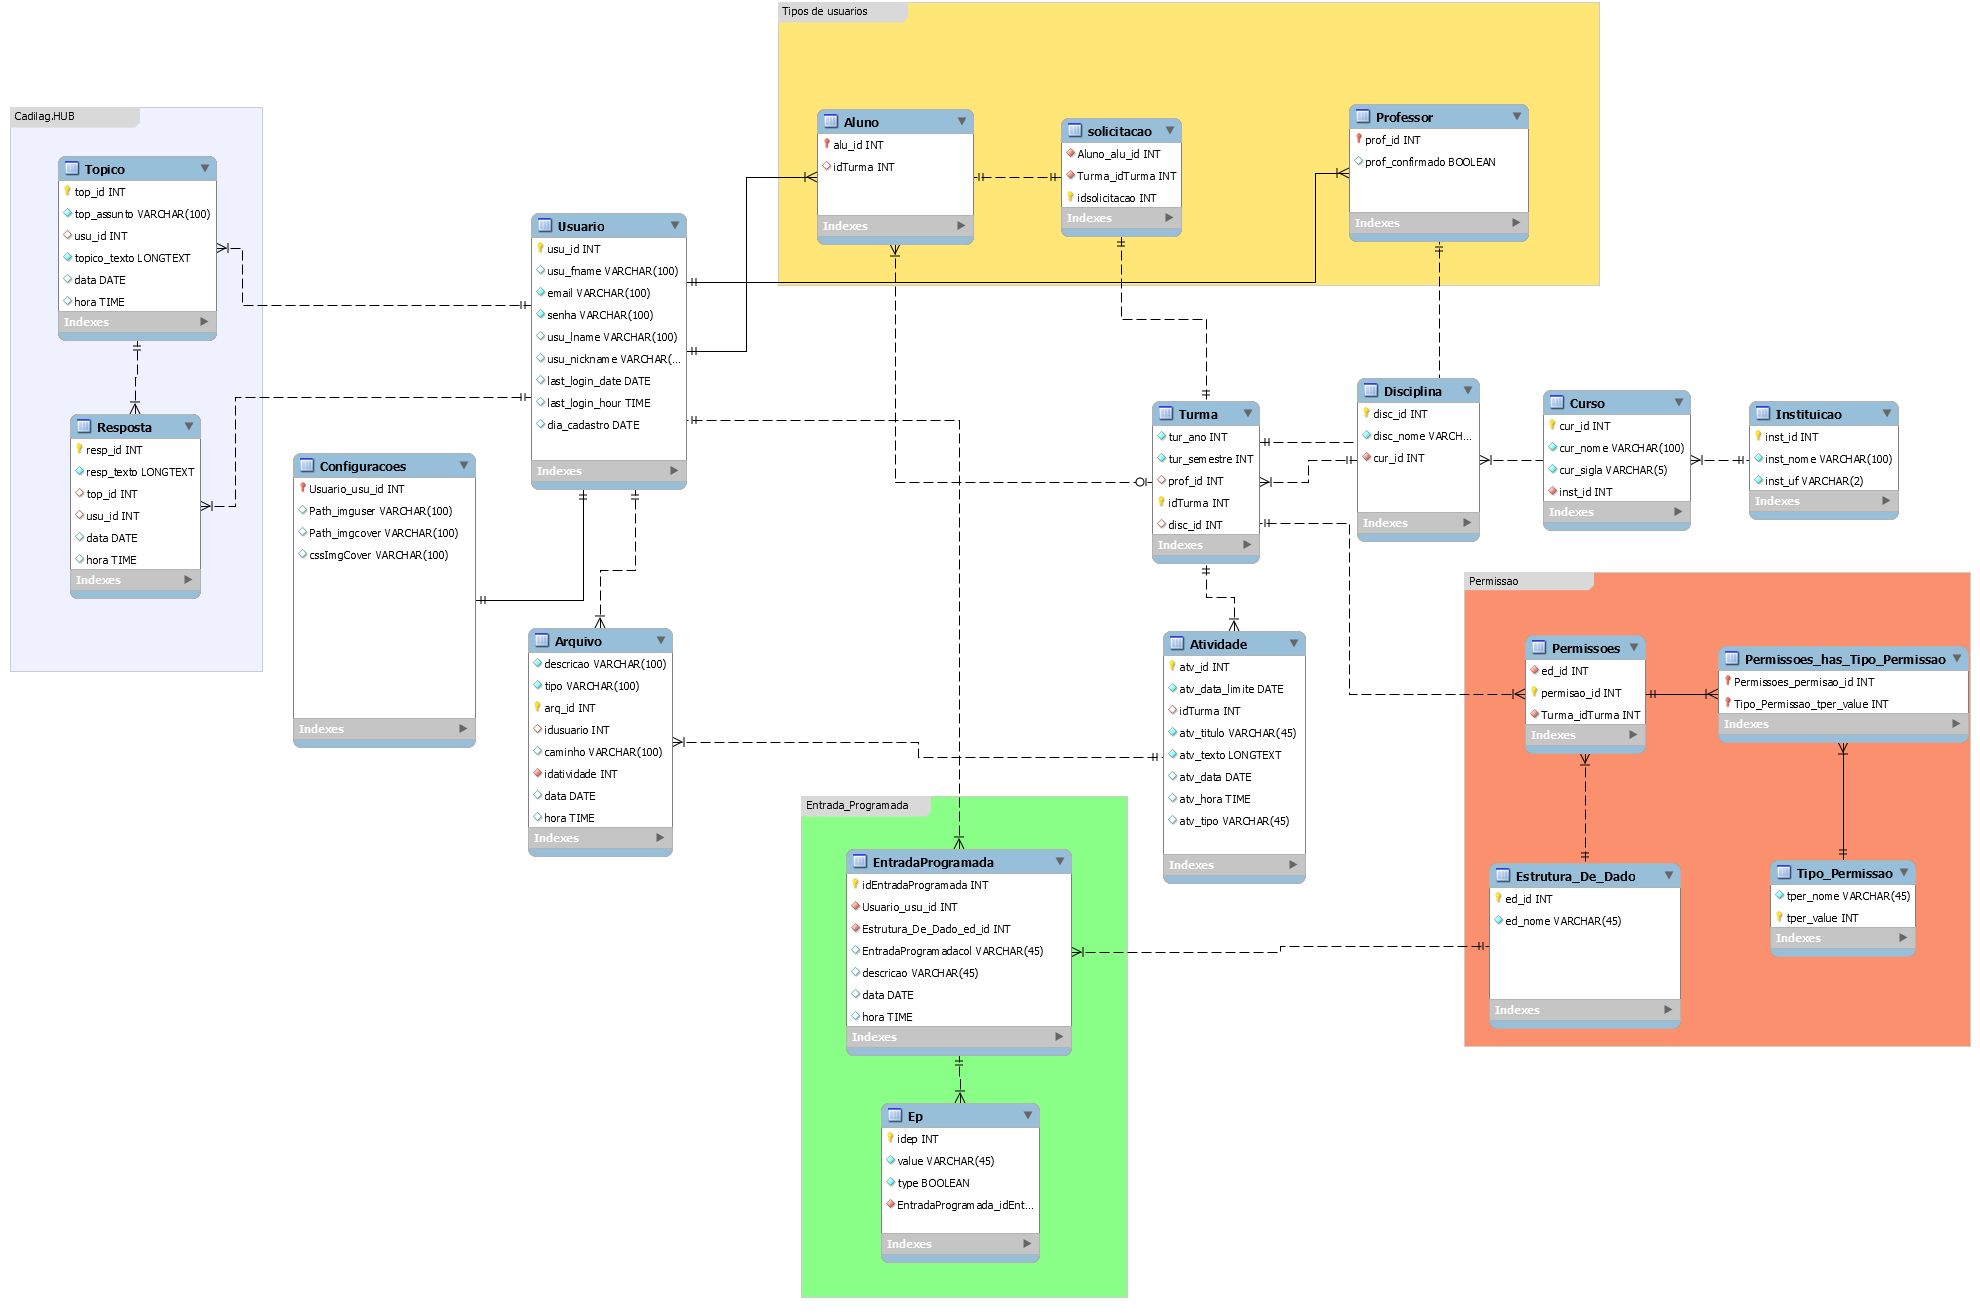 Tipos de usuarios
Aluno
alu_id INT
idTurma INT
Indexes
solicitacao
Aluno_alu_id INT
Turma_idTurma INT
idsolicitacao INT
Indexes
Professor
prof_id INT
prof_confirmado BOOLEAN
Indexes
Cadilag.HUB
Topico
top_id INT
top_assunto VARCHAR(100)
usu_id INT
topico_texto LONGTEXT
data DATE
hora TIME
Indexes
Resposta
resp_id INT
resp_texto LONGTEXT
top_id INT
usu_id INT
data DATE
hora TIME
Indexes
Usuario
usu_id INT
usu_fname VARCHAR(100)
email VARCHAR(100)
senha VARCHAR(100)
usu_lname VARCHAR(100)
usu_nickname VARCHAR(...
last_login_date DATE
last_login_hour TIME
dia_cadastro DATE
Indexes
Configuracoes
Usuario_usu_id INT
Path_imguser VARCHAR(100)
Path_imgcover VARCHAR(100)
cssImgCover VARCHAR(100)
Indexes
Arquivo
descricao VARCHAR(100)
tipo VARCHAR(100)
arq_id INT
idusuario INT
caminho VARCHAR(100)
idatividade INT
data DATE
hora TIME
Indexes
Turma
tur_ano INT
tur_semestre INT
prof_id INT
idTurma INT
disc_id INT
Indexes
Disciplina
disc_id INT
disc_nome VARCH...
cur_id INT
Indexes
Curso
cur_id INT
cur_nome VARCHAR(100)
cur_sigla VARCHAR(5)
inst_id INT
Indexes
Instituicao
inst_id INT
inst_nome VARCHAR(100)
inst_uf VARCHAR(2)
Indexes
Atividade
atv_id INT
atv_data_limite DATE
idTurma INT
atv_titulo VARCHAR(45)
atv_texto LONGTEXT
atv_data DATE
atv_hora TIME
atv_tipo VARCHAR(45)
Indexes
Permissao
Permissoes
ed_id INT
permisao_id INT
Turma_idTurma INT
Indexes
Permissoes_has_Tipo_Permissao
Permissoes_permisao_id INT
Tipo_Permissao_tper_value INT
Indexes
Estrutura_De_Dado
ed_id INT
ed_nome VARCHAR(45)
Indexes
Tipo_Permissao
tper_nome VARCHAR(45)
tper_value INT
Indexes
Entrada_Programada
EntradaProgramada
idEntradaProgramada INT
Usuario_usu_id INT
Estrutura_De_Dado_ed_id INT
EntradaProgramadacol VARCHAR(45)
descricao VARCHAR(45)
data DATE
hora TIME
Indexes
Ep
idep INT
value VARCHAR(45)
type BOOLEAN
EntradaProgramada_idEnt...
Indexes